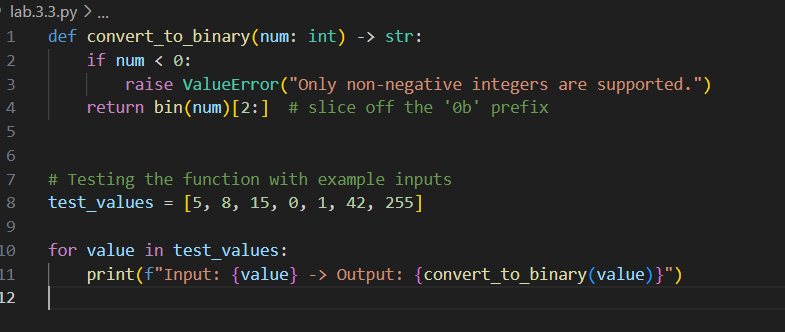 lab.3.3.py > ...
1 def convert_to_binary(num: int) -> str:
2     if num < 0:
3         raise ValueError("Only non-negative integers are supported.")
4     return bin(num)[2:]  # slice off the '0b' prefix
5
6
7 # Testing the function with example inputs
8 test_values = [5, 8, 15, 0, 1, 42, 255]
9
10 for value in test_values:
11     print(f"Input: {value} -> Output: {convert_to_binary(value)}")
12